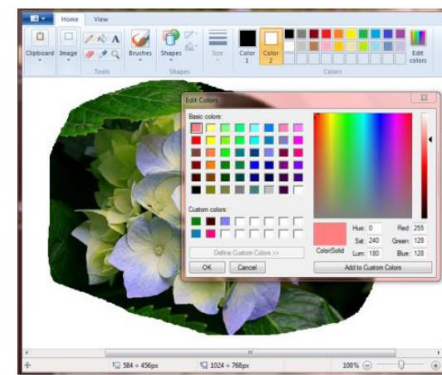 Home View
Clipboard Image Tools Brushes Shapes Size Color 1 Color 2 Edit colors
Tools Shapes Colors
Edit Colors
Basic colors:
Custom colors:
Define Custom Colors >>
OK Cancel
Color|Solid
Hue: 0 Red: 255
Sat: 240 Green: 128
Lum: 180 Blue: 128
Add to Custom Colors
584 × 456px 1024 × 768px 100%